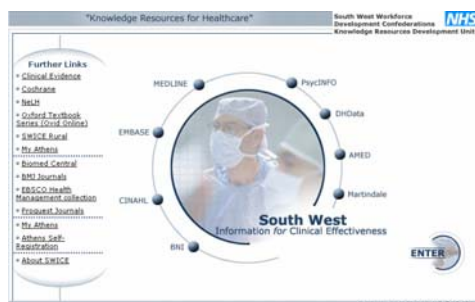 "Knowledge Resources for Healthcare"
South West Workforce
Development Confederations
Knowledge Resources Development Unit
NHS
Further Links
Clinical Evidence
Cochrane
NeLH
Oxford Textbook
Series (Ovid Online)
SWICE Rural
My Athens
Biomed Central
BMJ Journals
EBSCO Health
Management collection
Proquest Journals
My Athens
Athens Self-
Registration
About SWICE
MEDLINE
PsycINFO
DHData
EMBASE
AMED
CINAHL
Martindale
BNI
South West
Information for Clinical Effectiveness
ENTER